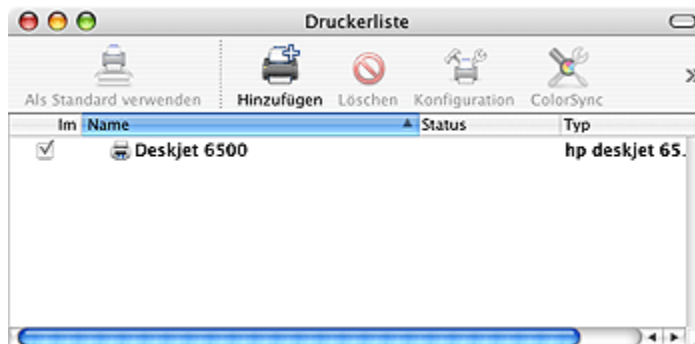 Druckerliste
Als Standard verwenden Hinzufügen Löschen Konfiguration ColorSync
Im Name Status Typ
Deskjet 6500 hp deskjet 65.